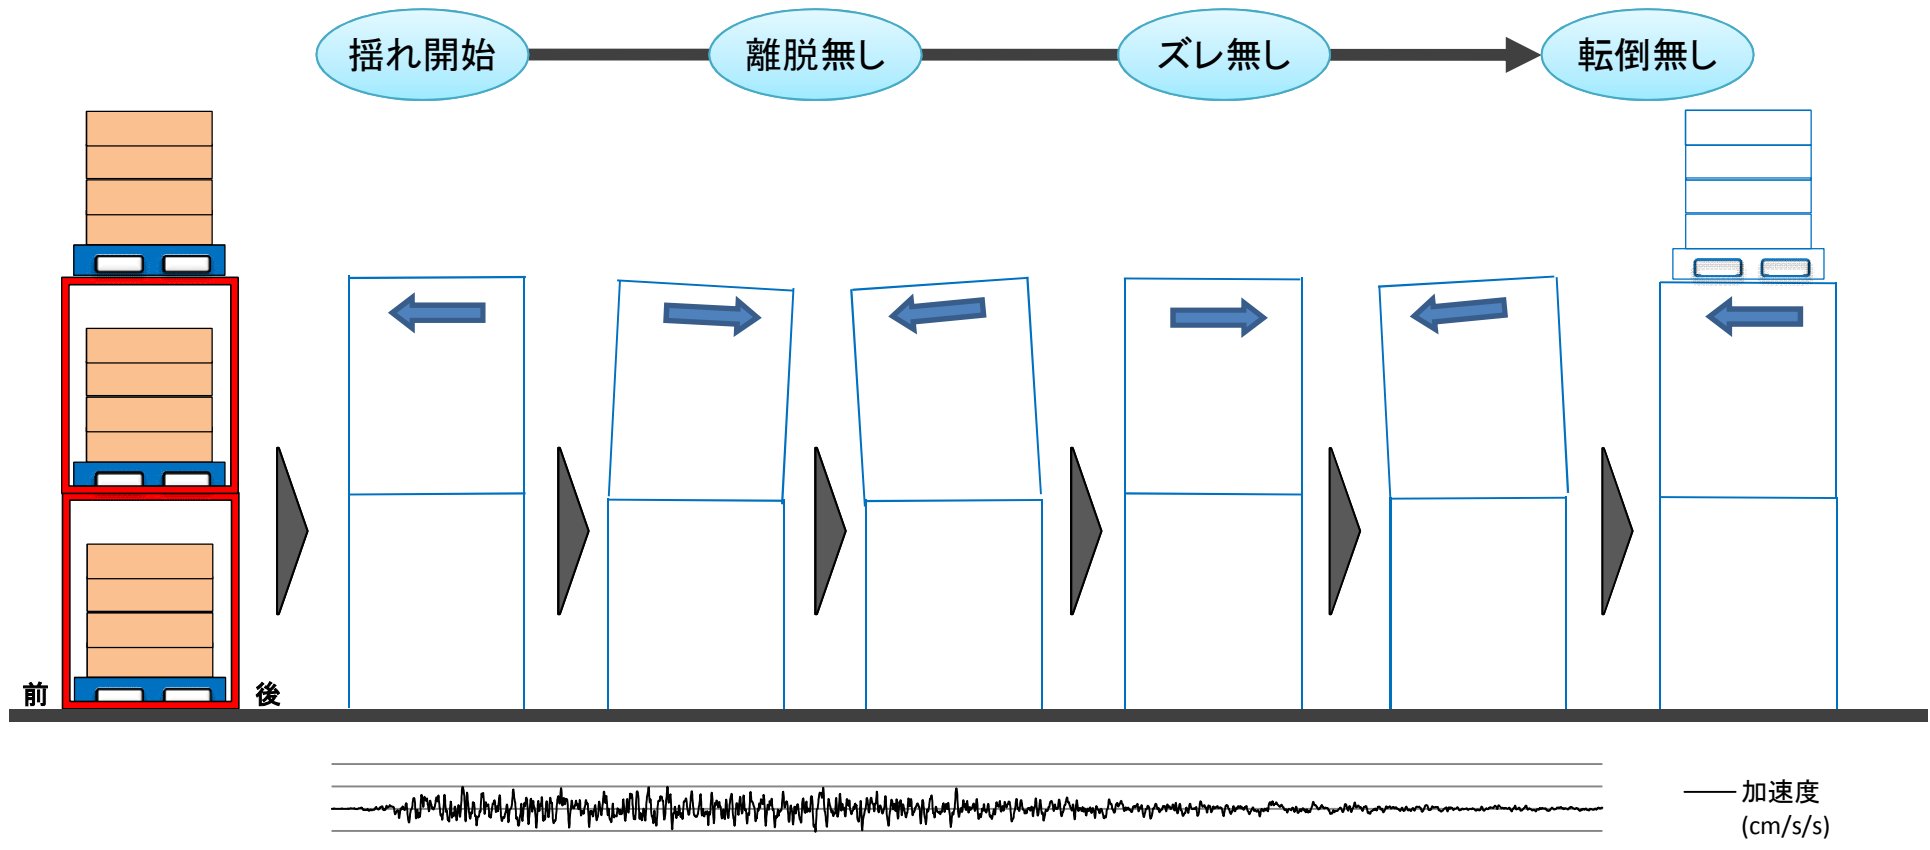 揺れ開始
離脱無し
ズレ無し
転倒無し
前
後
加速度
(cm/s/s)